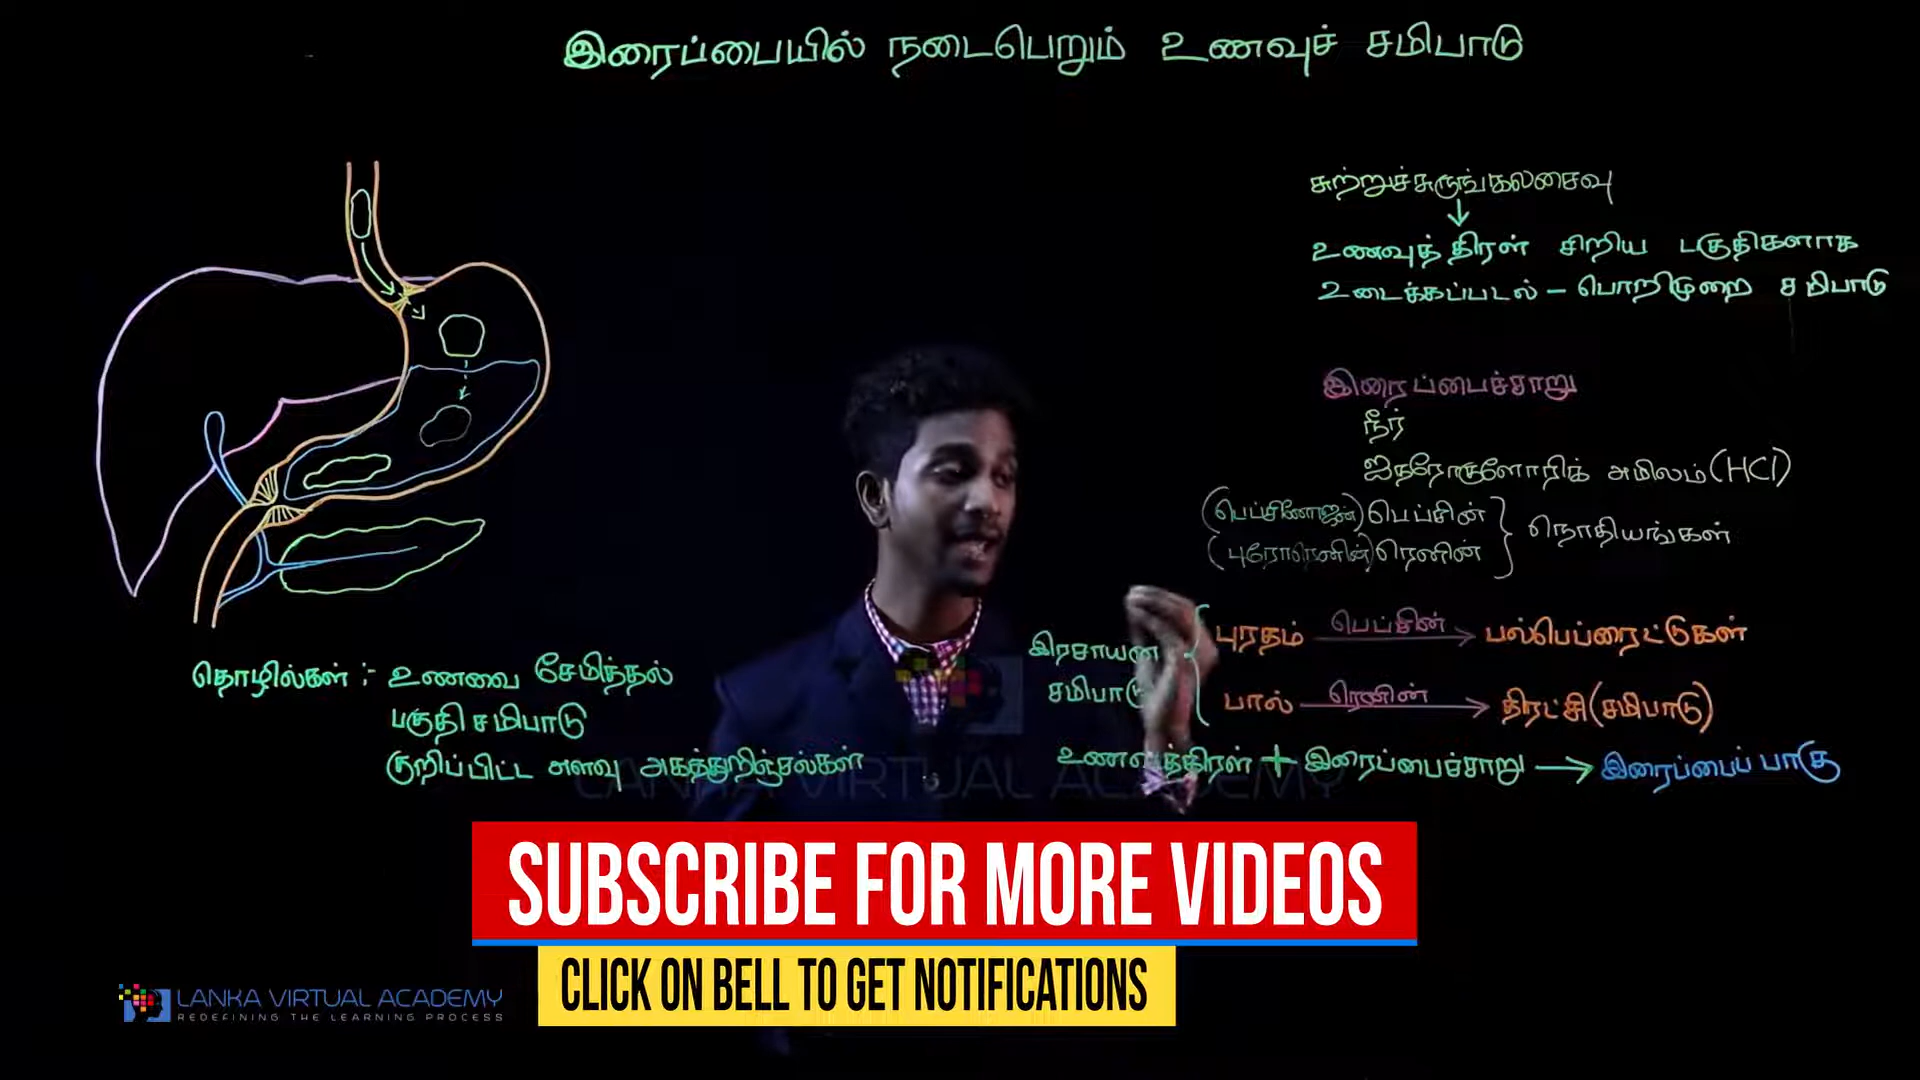 இரைப்பையில் நடைபெறும் உணவுச் சமிபாடு
சுற்றுச்சுருங்கலசைவு
உணவுத் திரள் சிறிய பகுதிகளாக
உடைக்கப்படல் – பொறிமுறை சமிபாடு
இரைப்பைச்சாறு
நீர்
ஐதரோகுளோரிக் அமிலம் (HCl)
(பெப்சினோஜன்) பெப்சின்
(புரோரெனின்) ரெனின்
நொதியங்கள்
இரசாயன
சமிபாடு
புரதம் பெப்சின் → பல்பெப்ரைட்டுகள்
பால் ரெனின் → திரட்சி (சமிபாடு)
உணவுத்திரள் + இரைப்பைச்சாறு → இரைப்பைப் பாகு
தொழில்கள் :- உணவை சேமித்தல்
பகுதி சமிபாடு
குறிப்பிட்ட அளவு அகத்துறிஞ்சல்கள்
LANKA VIRTUAL ACADEMY
SUBSCRIBE FOR MORE VIDEOS
CLICK ON BELL TO GET NOTIFICATIONS
LANKA VIRTUAL ACADEMY
REDEFINING THE LEARNING PROCESS